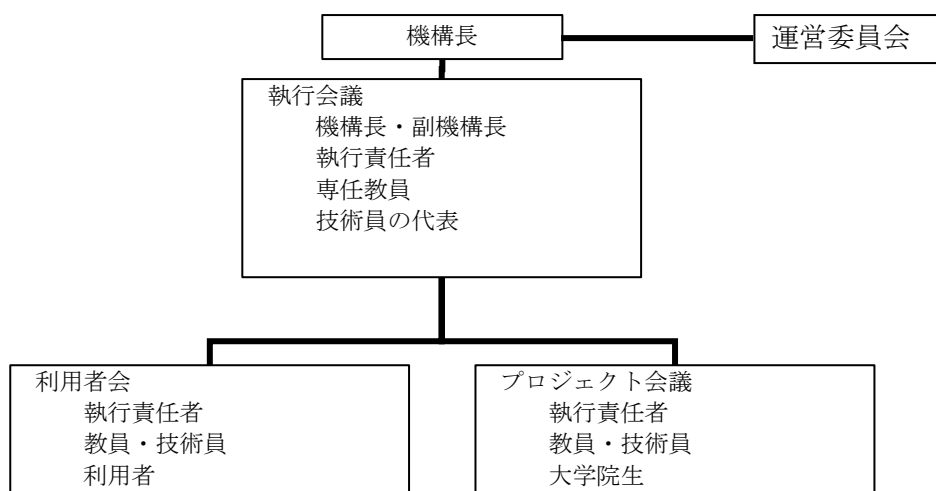 機構長
運営委員会
執行会議
機構長・副機構長
執行責任者
専任教員
技術員の代表
利用者会
執行責任者
教員・技術員
利用者
プロジェクト会議
執行責任者
教員・技術員
大学院生